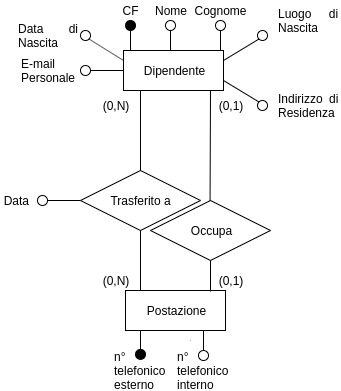 CF
Nome
Cognome
Data di
Nascita
Luogo di
Nascita
E-mail
Personale
Dipendente
Indirizzo di
Residenza
(0,N)
(0,1)
Data
Trasferito a
Occupa
(0,N)
(0,1)
Postazione
n°
telefonico
esterno
n°
telefonico
interno